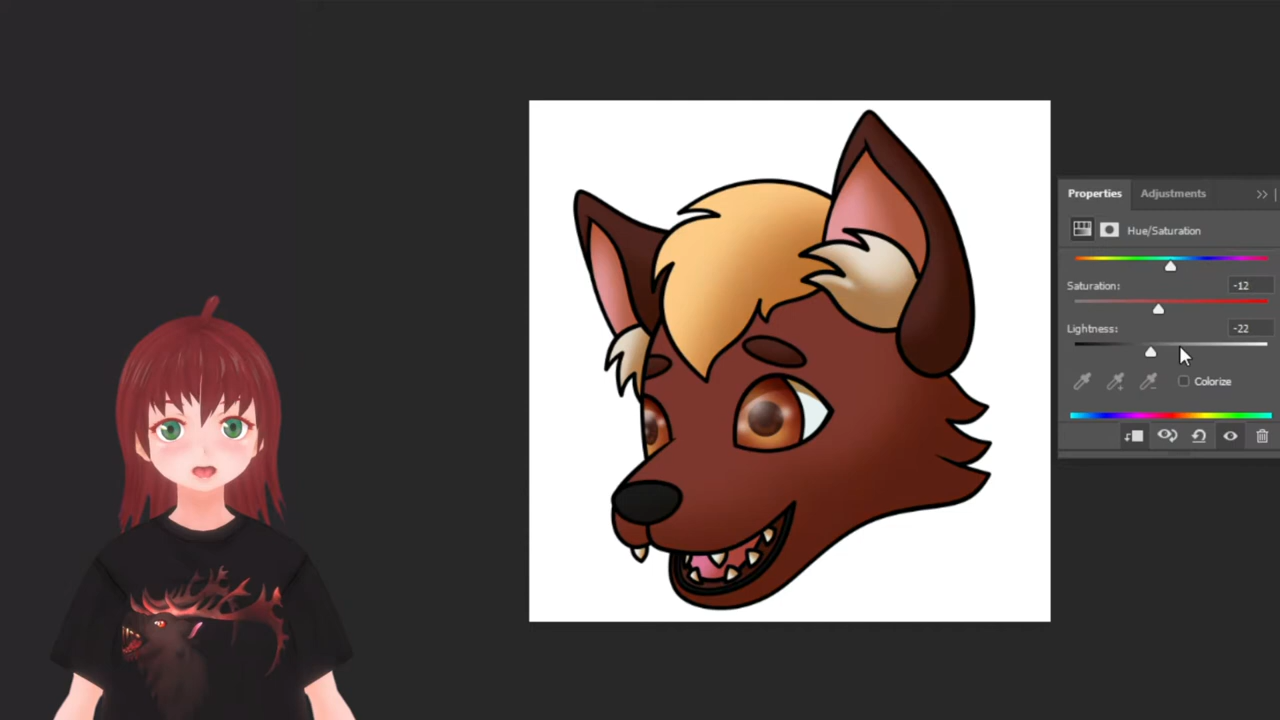 Properties
Adjustments
Hue/Saturation
Saturation:
-12
Lightness:
-22
Colorize